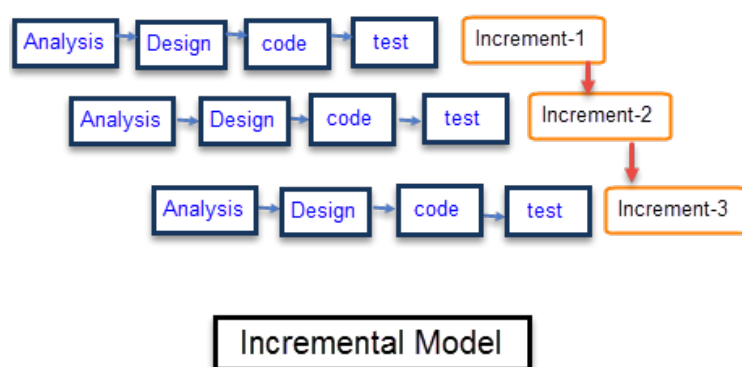 Analysis Design code test Increment-1
Analysis Design code test Increment-2
Analysis Design code test Increment-3
Incremental Model